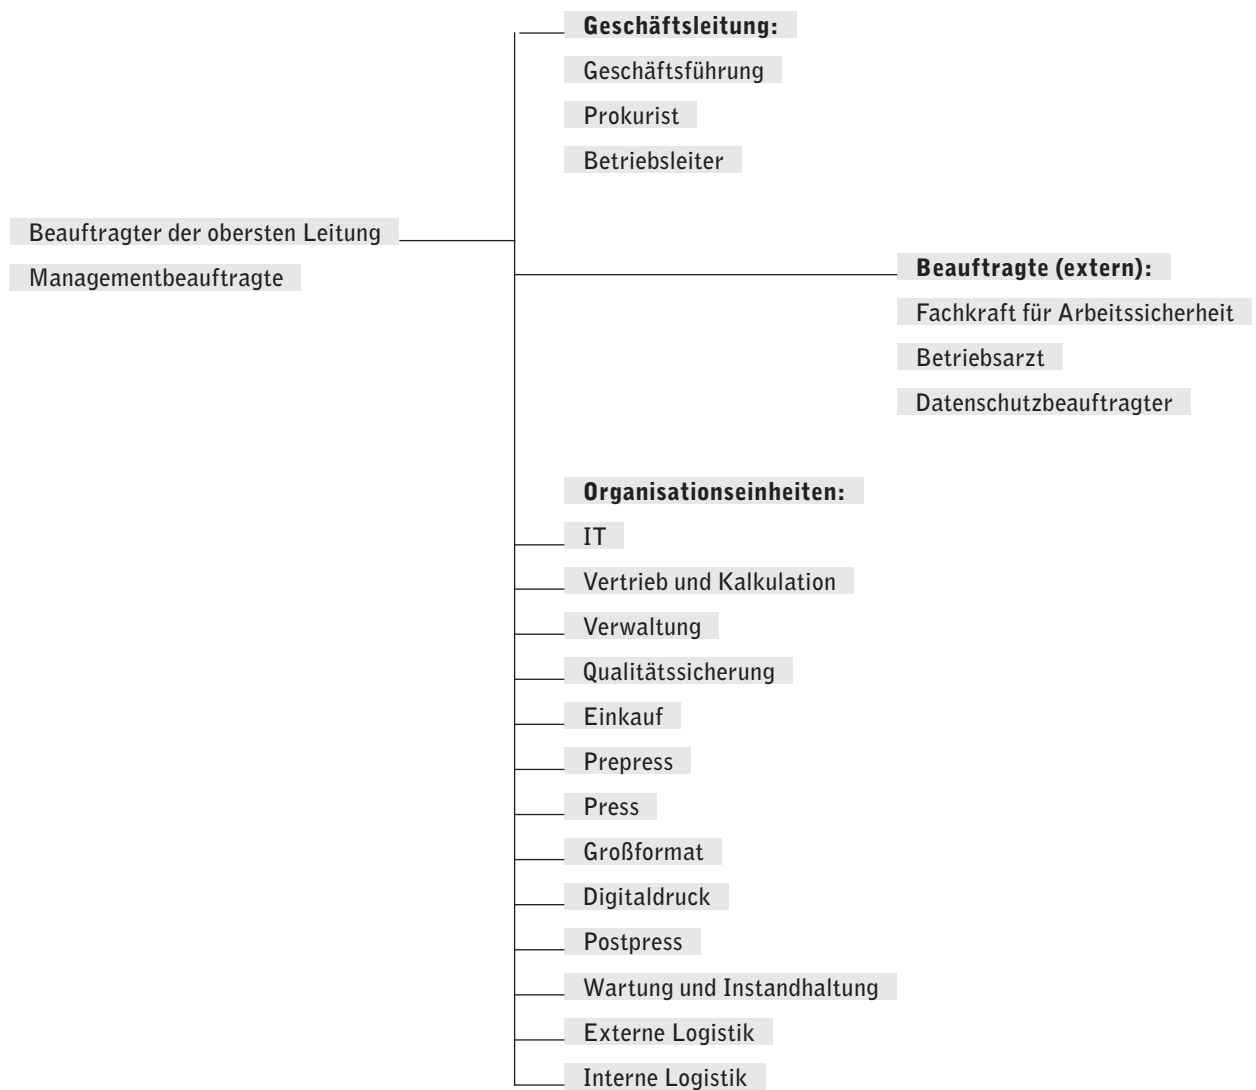 Geschäftsleitung:
Geschäftsführung
Prokurist
Betriebsleiter
Beauftragter der obersten Leitung
Managementbeauftragte
Beauftragte (extern):
Fachkraft für Arbeitssicherheit
Betriebsarzt
Datenschutzbeauftragter
Organisationseinheiten:
IT
Vertrieb und Kalkulation
Verwaltung
Qualitätssicherung
Einkauf
Prepress
Press
Großformat
Digitaldruck
Postpress
Wartung und Instandhaltung
Externe Logistik
Interne Logistik